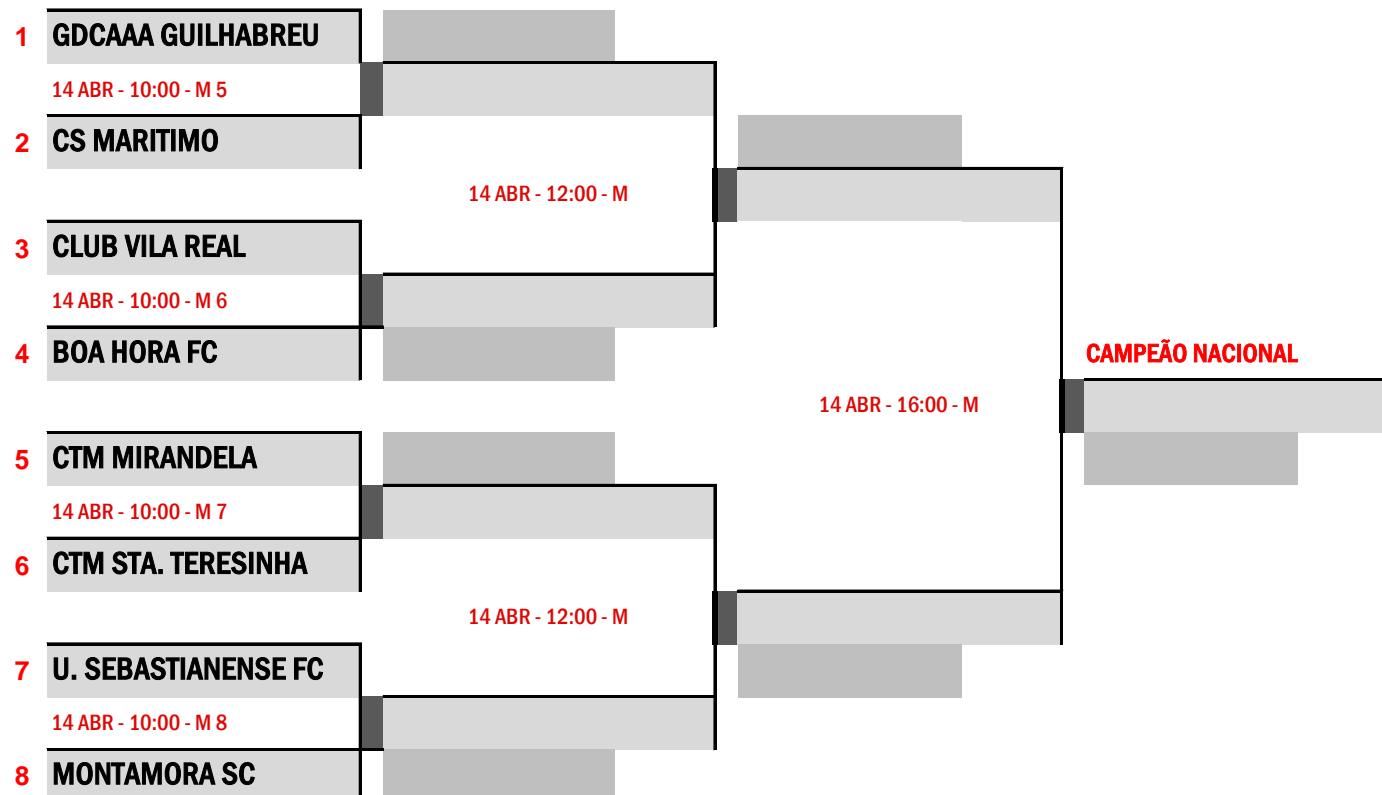 1 GDCAAA GUILHABREU
14 ABR - 10:00 - M 5
2 CS MARITIMO
14 ABR - 12:00 - M
3 CLUB VILA REAL
14 ABR - 10:00 - M 6
4 BOA HORA FC
CAMPEÃO NACIONAL
14 ABR - 16:00 - M
5 CTM MIRANDELA
14 ABR - 10:00 - M 7
6 CTM STA. TERESINHA
14 ABR - 12:00 - M
7 U. SEBASTIANENSE FC
14 ABR - 10:00 - M 8
8 MONTAMORA SC